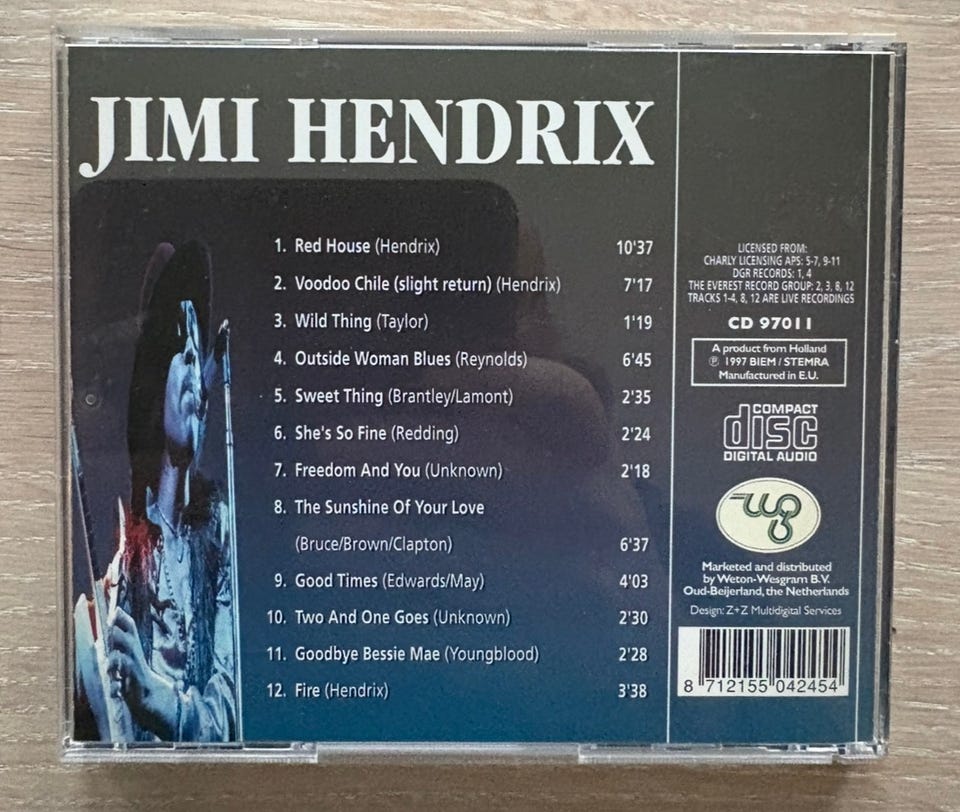 JIMI HENDRIX
1. Red House (Hendrix) 10'37
2. Voodoo Chile (slight return) (Hendrix) 7'17
3. Wild Thing (Taylor) 1'19
4. Outside Woman Blues (Reynolds) 6'45
5. Sweet Thing (Brantley/Lamont) 2'35
6. She's So Fine (Redding) 2'24
7. Freedom And You (Unknown) 2'18
8. The Sunshine Of Your Love
(Bruce/Brown/Clapton) 6'37
9. Good Times (Edwards/May) 4'03
10. Two And One Goes (Unknown) 2'30
11. Goodbye Bessie Mae (Youngblood) 2'28
12. Fire (Hendrix) 3'38
LICENSED FROM:
CHARLY LICENSING APS: 5-7, 9-11
DGR RECORDS: 1, 4
THE EVEREST RECORD GROUP: 2, 3, 8, 12
TRACKS 1-4, 8, 12 ARE LIVE RECORDINGS
CD 97011
A product from Holland
℗ 1997 BIEM / STEMRA
Manufactured in E.U.
COMPACT
disc
DIGITAL AUDIO
wg
Marketed and distributed
by Weton-Wesgram B.V.
Oud-Beijerland, the Netherlands
Design: Z+Z Multidigital Services
8 712155 042454